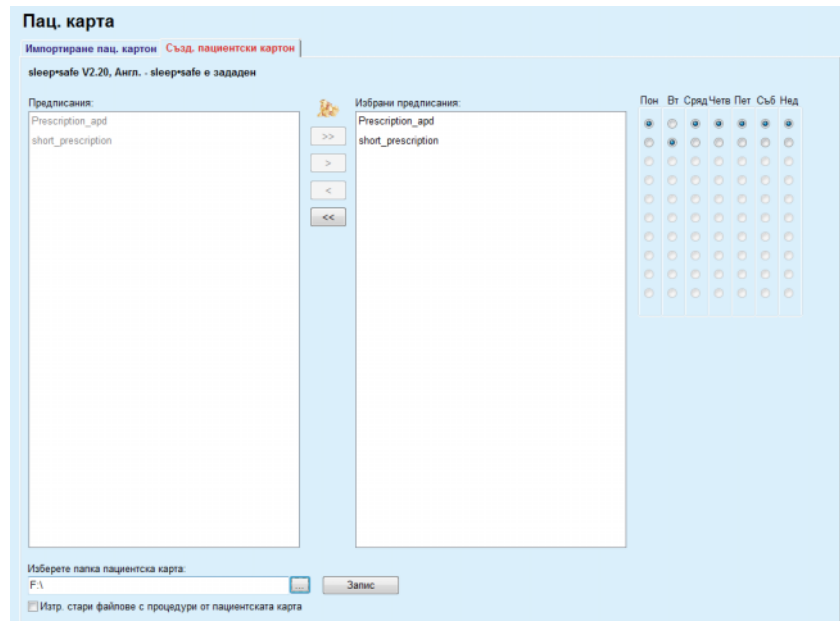 Пац. карта
Импортиране пац. картон Създ. пациентски картон
sleep•safe V2.20, Англ. - sleep•safe е зададен
Предписания:
Избрани предписания:
Пон Вт Сряд Четв Пет Съб Нед
Prescription_apd
short_prescription
>>
>
<
<<
Prescription_apd
short_prescription
Изберете папка пациентска карта:
F:\
...
Запис
Изтр. стари файлове с процедури от пациентската карта